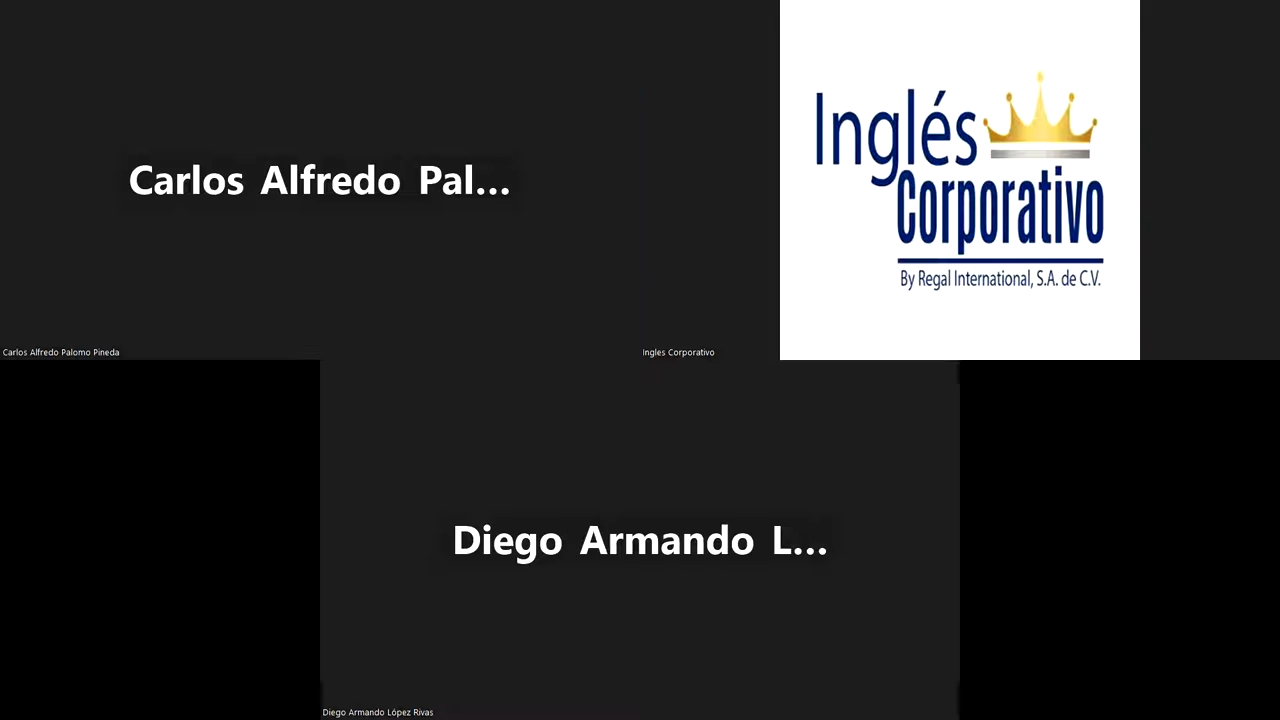 Carlos Alfredo Pal...
Carlos Alfredo Palomo Pineda
Inglés
Corporativo
By Regal International, S.A. de C.V.
Ingles Corporativo
Diego Armando L...
Diego Armando López Rivas